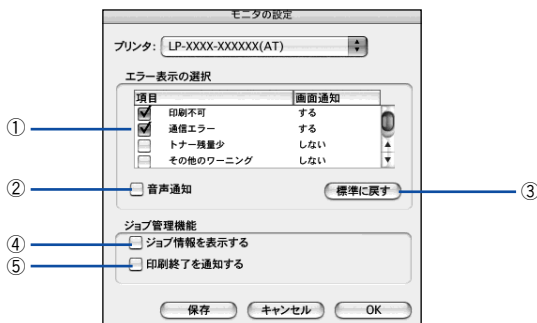 モニタの設定
プリンタ: LP-XXXX-XXXXXX(AT)
エラー表示の選択
項目 画面通知
印刷不可 する
① 通信エラー する
トナー残量少 しない
その他のワーニング しない
② 音声通知 標準に戻す ③
ジョブ管理機能
④ ジョブ情報を表示する
⑤ 印刷終了を通知する
保存 キャンセル OK